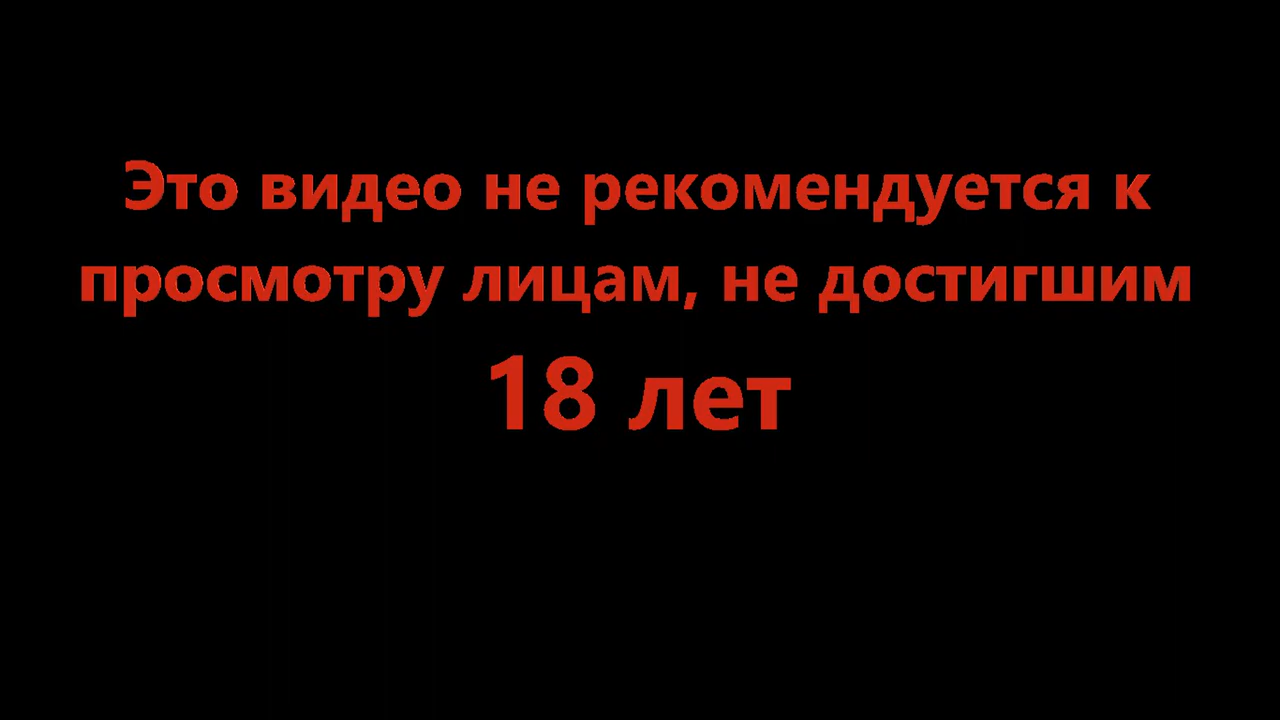 Это видео не рекомендуется к
просмотру лицам, не достигшим
18 лет